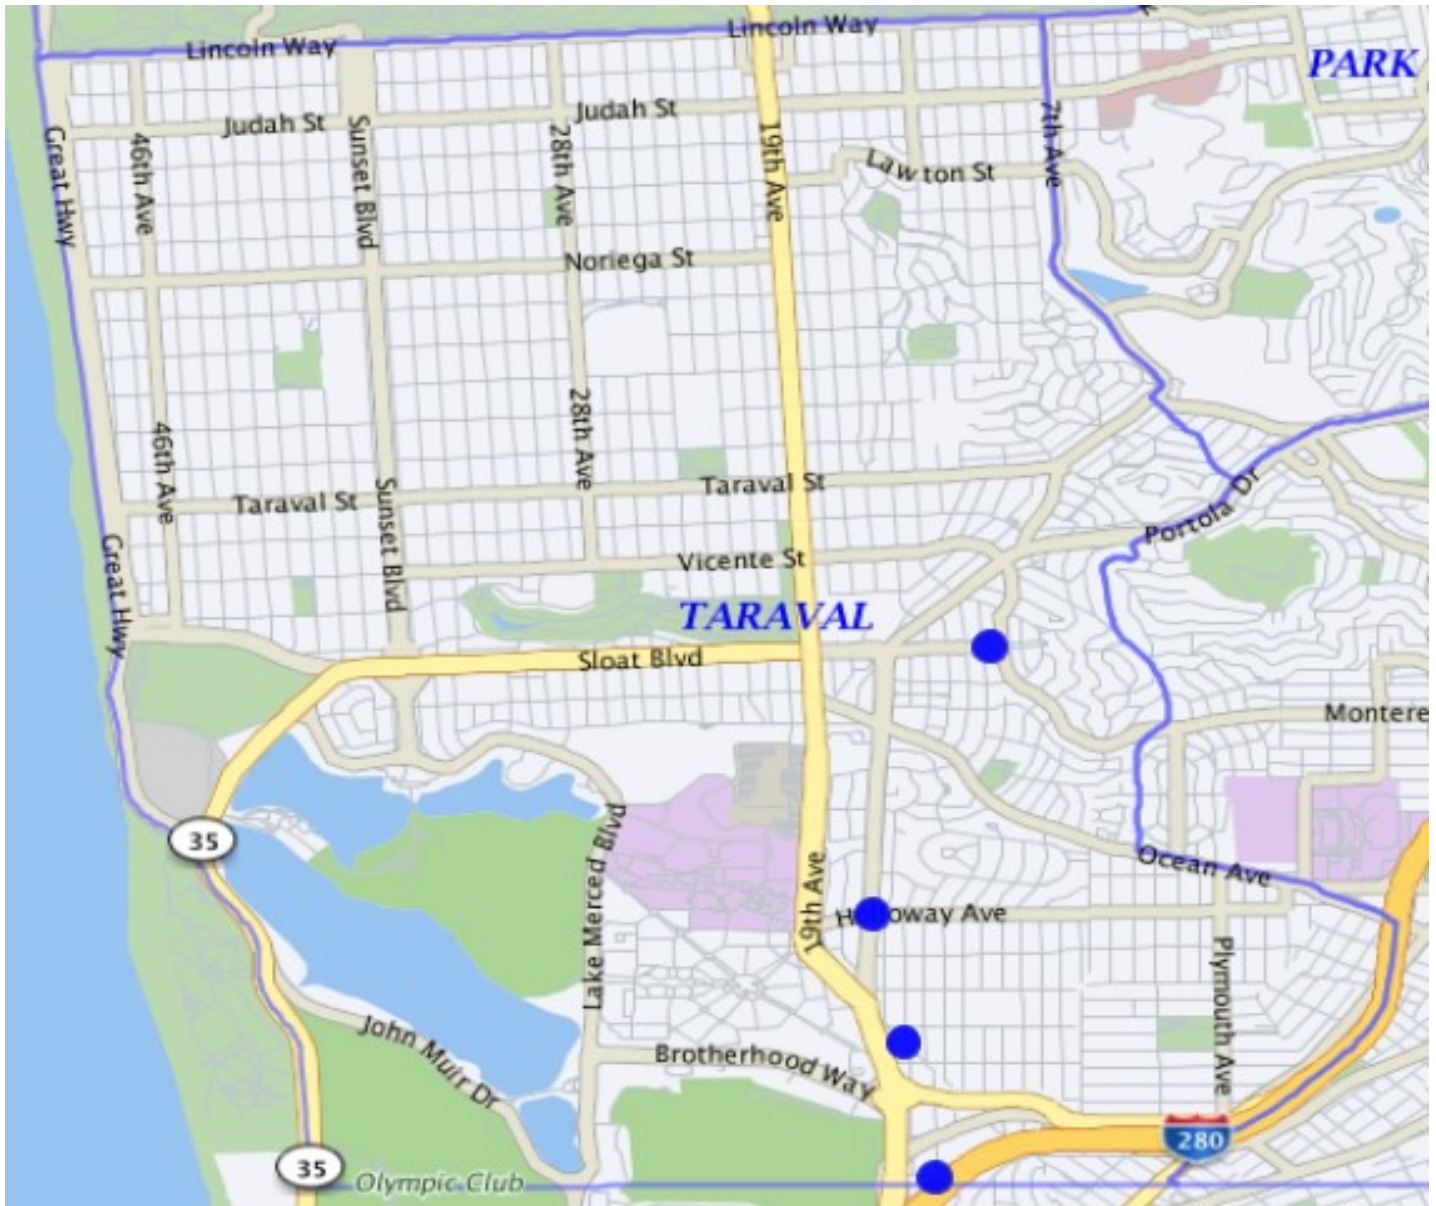 Lincoln Way
Lincoln Way
PARK
Judah St
Judah St
Great Hwy
46th Ave
Sunset Blvd
28th Ave
19th Ave
7th Ave
Lawton St
Noriega St
28th Ave
46th Ave
Taraval St
Taraval St
Sunset Blvd
Portola Dr
Great Hwy
Vicente St
TARAVAL
Sloat Blvd
Montere
35
Lake Merced Blvd
19th Ave
Ocean Ave
Holloway Ave
Plymouth Ave
John Muir Dr
Brotherhood Way
280
35
Olympic Club